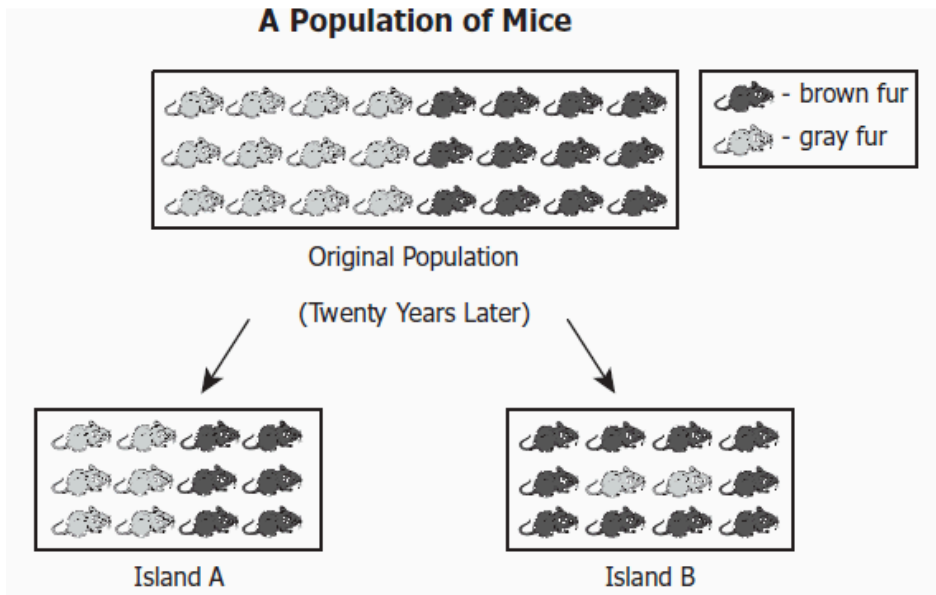 A Population of Mice
- brown fur
- gray fur
Original Population
(Twenty Years Later)
Island A
Island B